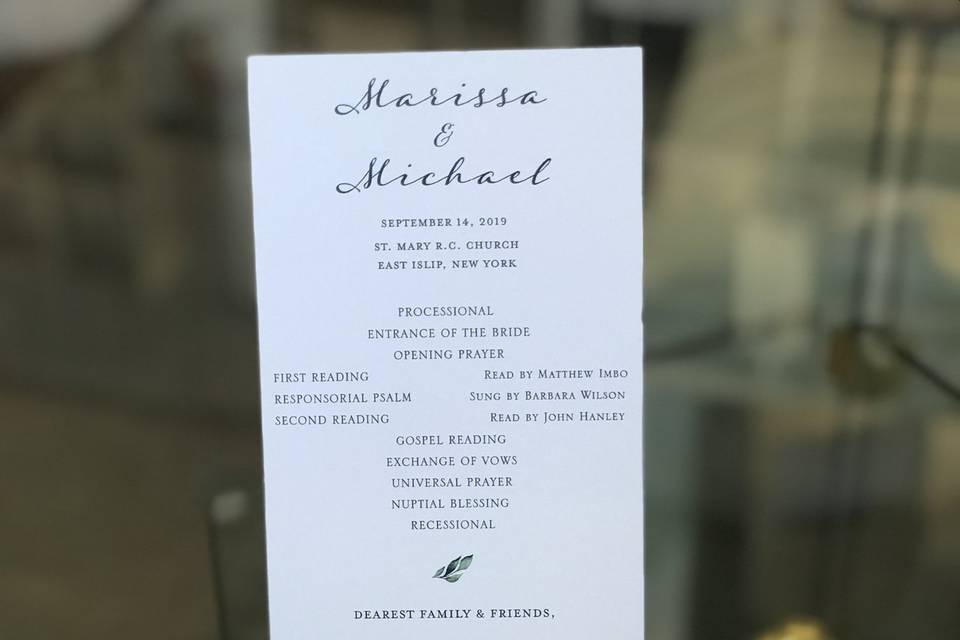 Marissa
&
Michael
SEPTEMBER 14, 2019
ST. MARY R.C. CHURCH
EAST ISLIP, NEW YORK
PROCESSIONAL
ENTRANCE OF THE BRIDE
OPENING PRAYER
FIRST READING READ BY MATTHEW IMBO
RESPONSORIAL PSALM SUNG BY BARBARA WILSON
SECOND READING READ BY JOHN HANLEY
GOSPEL READING
EXCHANGE OF VOWS
UNIVERSAL PRAYER
NUPTIAL BLESSING
RECESSIONAL
DEAREST FAMILY & FRIENDS,